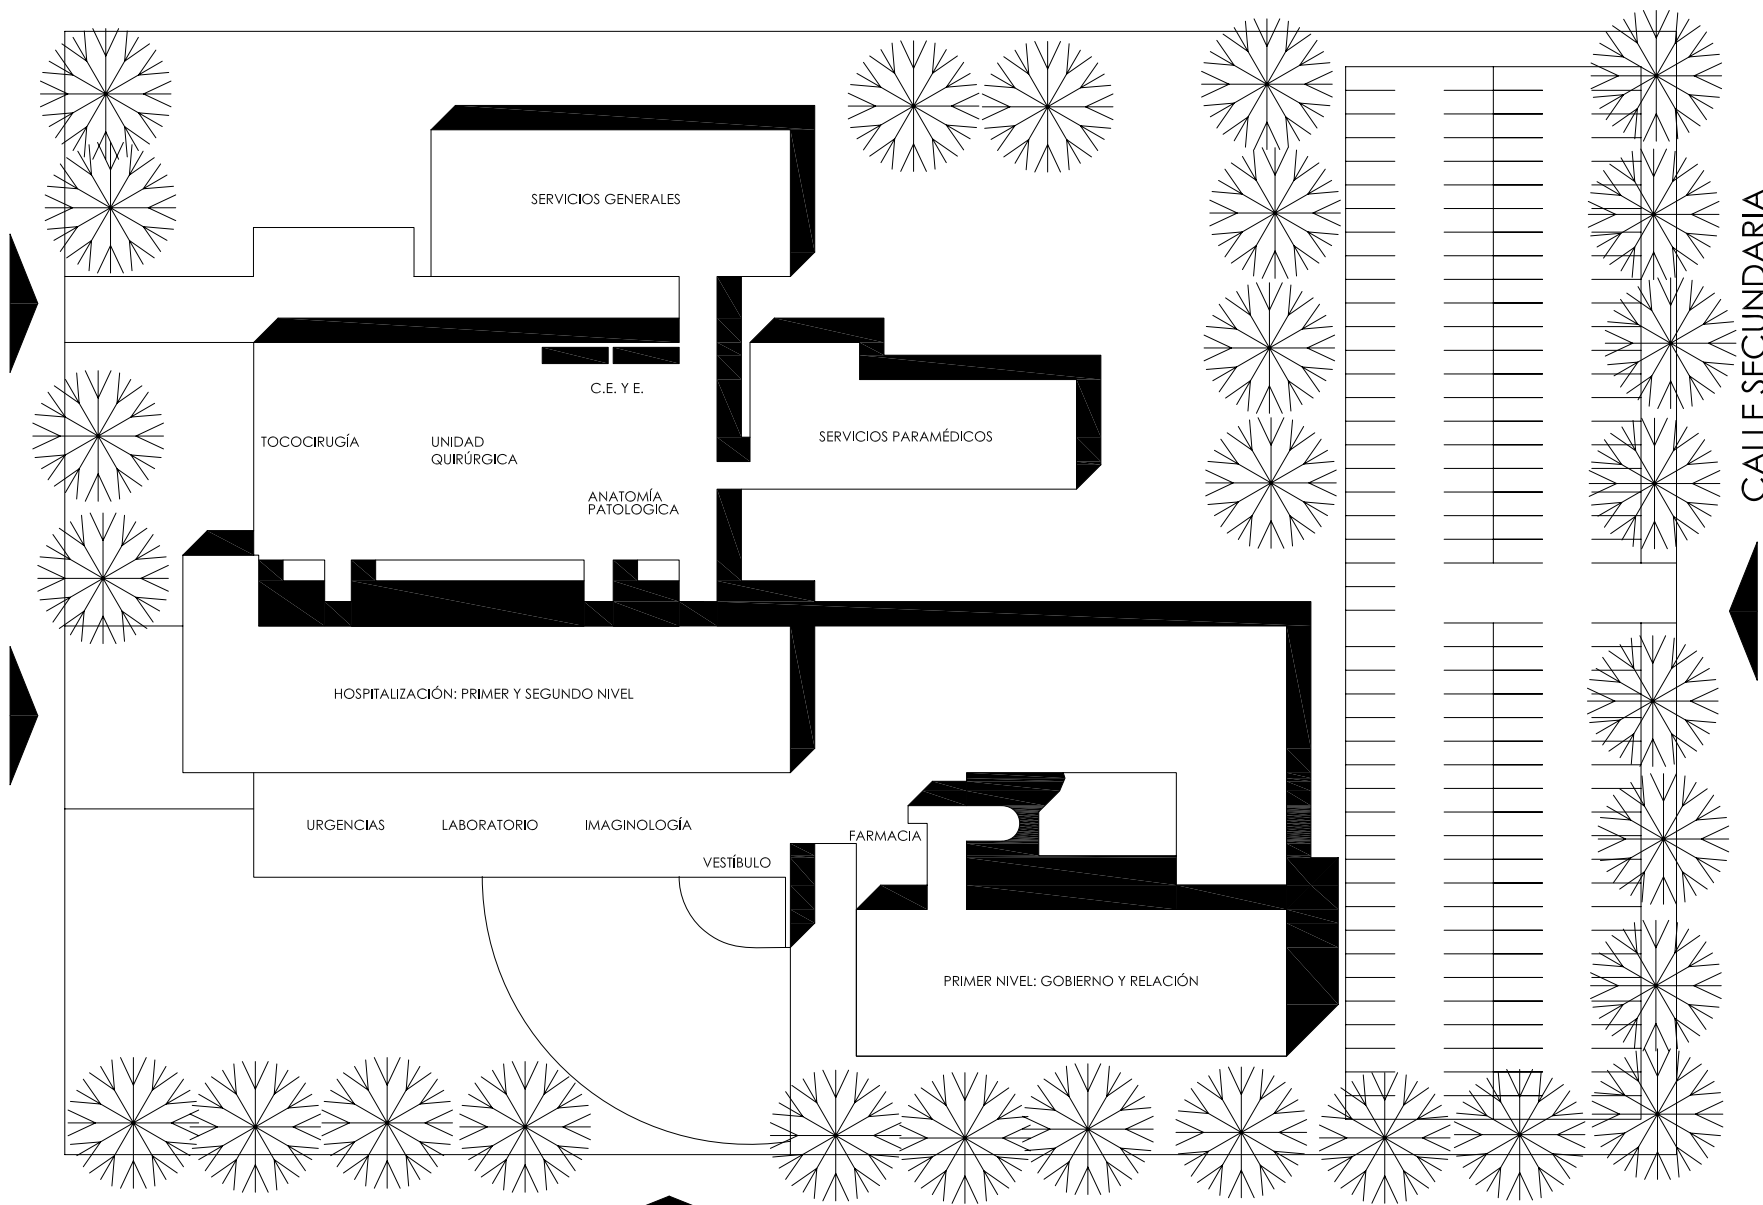 SERVICIOS GENERALES
C.E. Y E.
TOCOCIRUGÍA
UNIDAD
QUIRÚRGICA
SERVICIOS PARAMÉDICOS
ANATOMÍA
PATOLOGICA
HOSPITALIZACIÓN: PRIMER Y SEGUNDO NIVEL
URGENCIAS
LABORATORIO
IMAGINOLOGÍA
VESTÍBULO
FARMACIA
PRIMER NIVEL: GOBIERNO Y RELACIÓN
CALLE SECUNDARIA